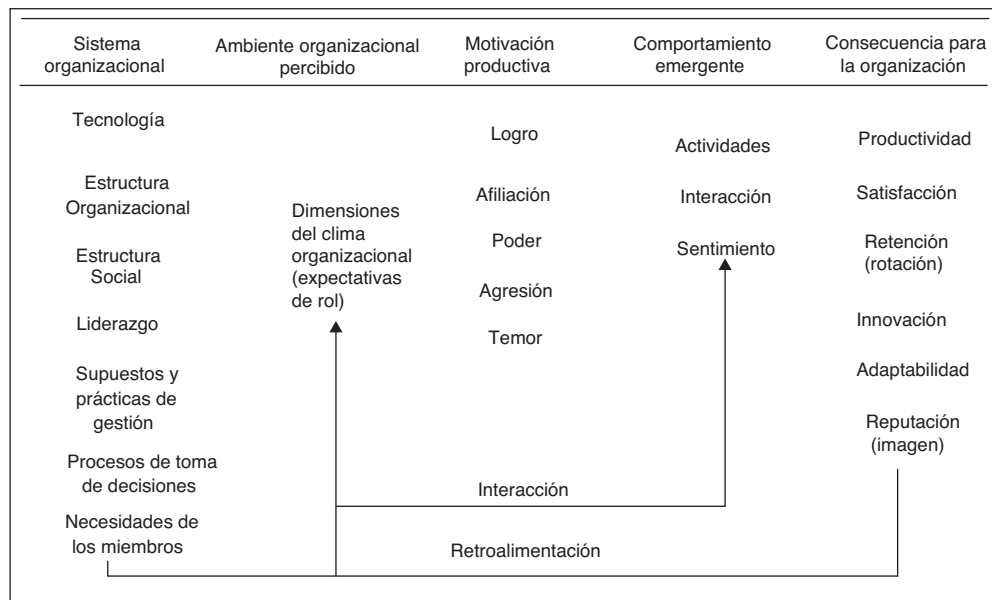 Sistema
organizacional
Ambiente organizacional
percibido
Motivación
productiva
Comportamiento
emergente
Consecuencia para
la organización
Tecnología
Estructura
Organizacional
Estructura
Social
Liderazgo
Supuestos y
prácticas de
gestión
Procesos de toma
de decisiones
Necesidades de
los miembros
Dimensiones
del clima
organizacional
(expectativas
de rol)
Logro
Afiliación
Poder
Agresión
Temor
Actividades
Interacción
Sentimiento
Productividad
Satisfacción
Retención
(rotación)
Innovación
Adaptabilidad
Reputación
(imagen)
Interacción
Retroalimentación